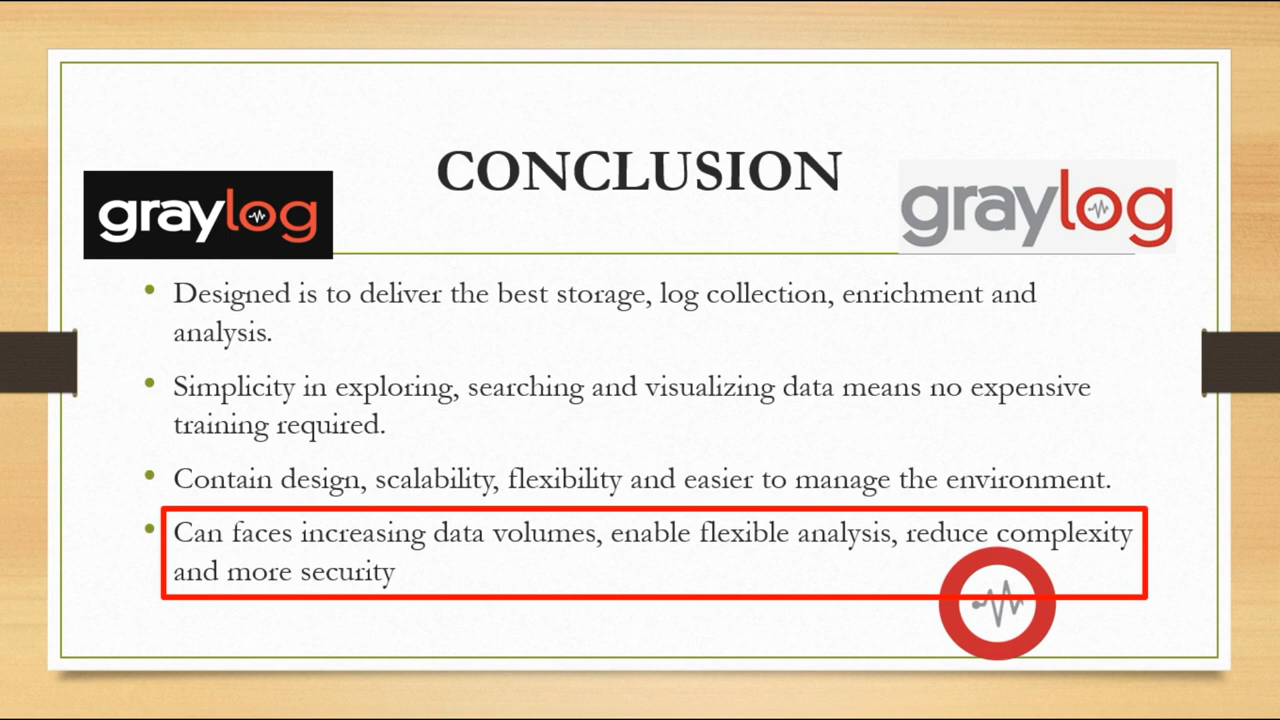 CONCLUSION
graylog
graylog
Designed is to deliver the best storage, log collection, enrichment and
analysis.
Simplicity in exploring, searching and visualizing data means no expensive
training required.
Contain design, scalability, flexibility and easier to manage the environment.
Can faces increasing data volumes, enable flexible analysis, reduce complexity
and more security